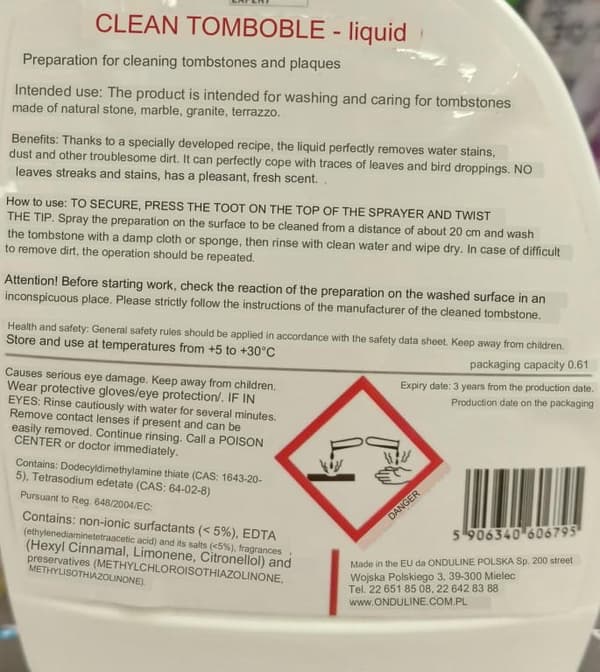 EXPERT
CLEAN TOMBOBLE - liquid
Preparation for cleaning tombstones and plaques
Intended use: The product is intended for washing and caring for tombstones
made of natural stone, marble, granite, terrazzo.
Benefits: Thanks to a specially developed recipe, the liquid perfectly removes water stains,
dust and other troublesome dirt. It can perfectly cope with traces of leaves and bird droppings. NO
leaves streaks and stains, has a pleasant, fresh scent. .
How to use: TO SECURE, PRESS THE TOOT ON THE TOP OF THE SPRAYER AND TWIST
THE TIP. Spray the preparation on the surface to be cleaned from a distance of about 20 cm and wash
the tombstone with a damp cloth or sponge, then rinse with clean water and wipe dry. In case of difficult
to remove dirt, the operation should be repeated.
Attention! Before starting work, check the reaction of the preparation on the washed surface in an
inconspicuous place. Please strictly follow the instructions of the manufacturer of the cleaned tombstone.
Health and safety: General safety rules should be applied in accordance with the safety data sheet. Keep away from children.
Store and use at temperatures from +5 to +30°C
packaging capacity 0.61
Expiry date: 3 years from the production date.
Production date on the packaging
Causes serious eye damage. Keep away from children.
Wear protective gloves/eye protection/. IF IN
EYES: Rinse cautiously with water for several minutes.
Remove contact lenses if present and can be
easily removed. Continue rinsing. Call a POISON
CENTER or doctor immediately.
Contains: Dodecyldimethylamine thiate (CAS: 1643-20-
5), Tetrasodium edetate (CAS: 64-02-8)
Pursuant to Reg. 648/2004/EC:
Contains: non-ionic surfactants (< 5%), EDTA
(ethylenediaminetetraacetic acid) and its salts (<5%), fragrances
(Hexyl Cinnamal, Limonene, Citronellol) and
preservatives (METHYLCHLOROISOTHIAZOLINONE,
METHYLISOTHIAZOLINONE).
DANGER
5 906340 606795
Made in the EU da ONDULINE POLSKA Sp. 200 street
Wojska Polskiego 3, 39-300 Mielec
Tel. 22 651 85 08, 22 642 83 88
www.ONDULINE.COM.PL